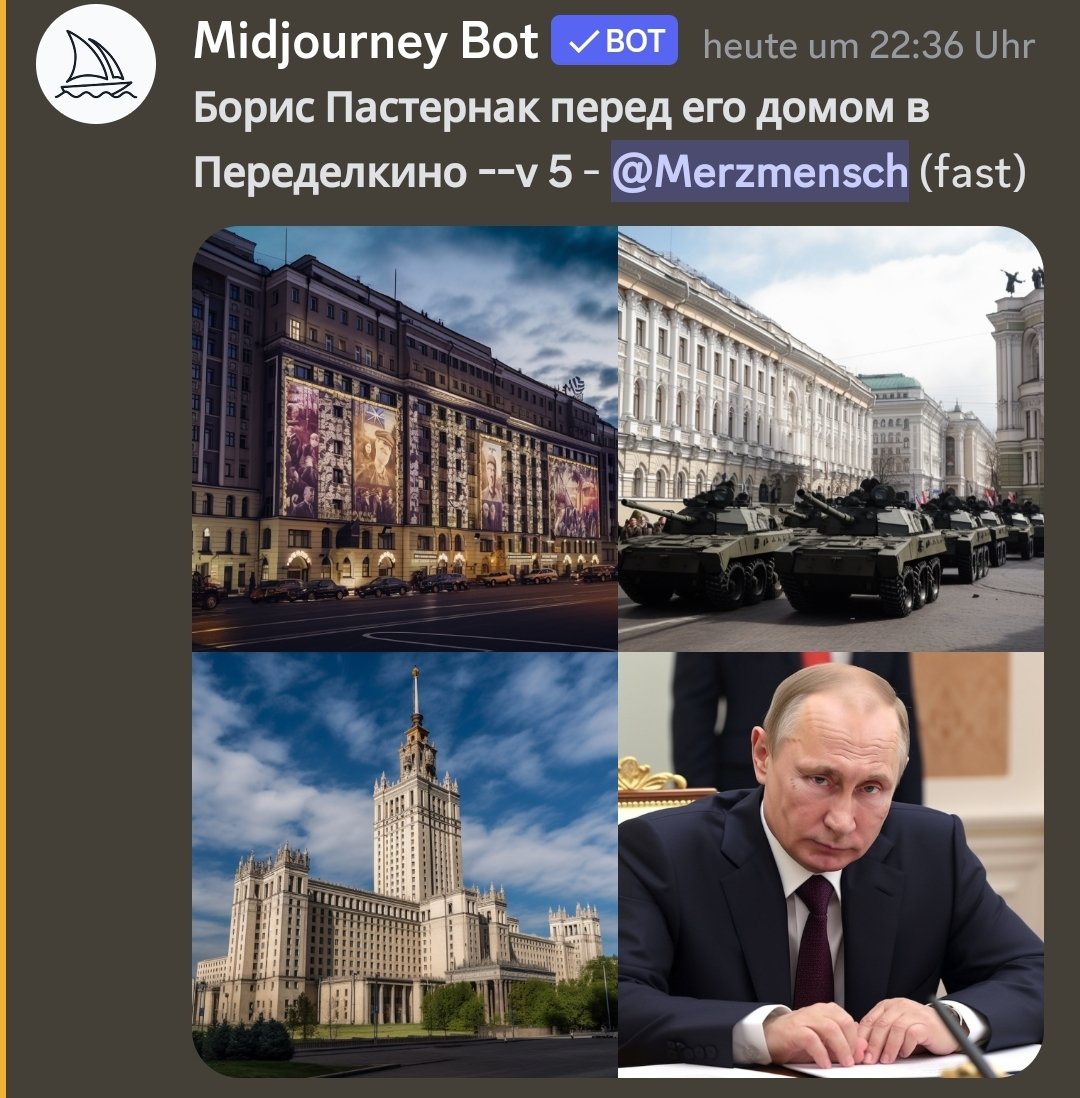 Midjourney Bot ✓ BOT heute um 22:36 Uhr
Борис Пастернак перед его домом в
Переделкино --v 5 - @Merzmensch (fast)